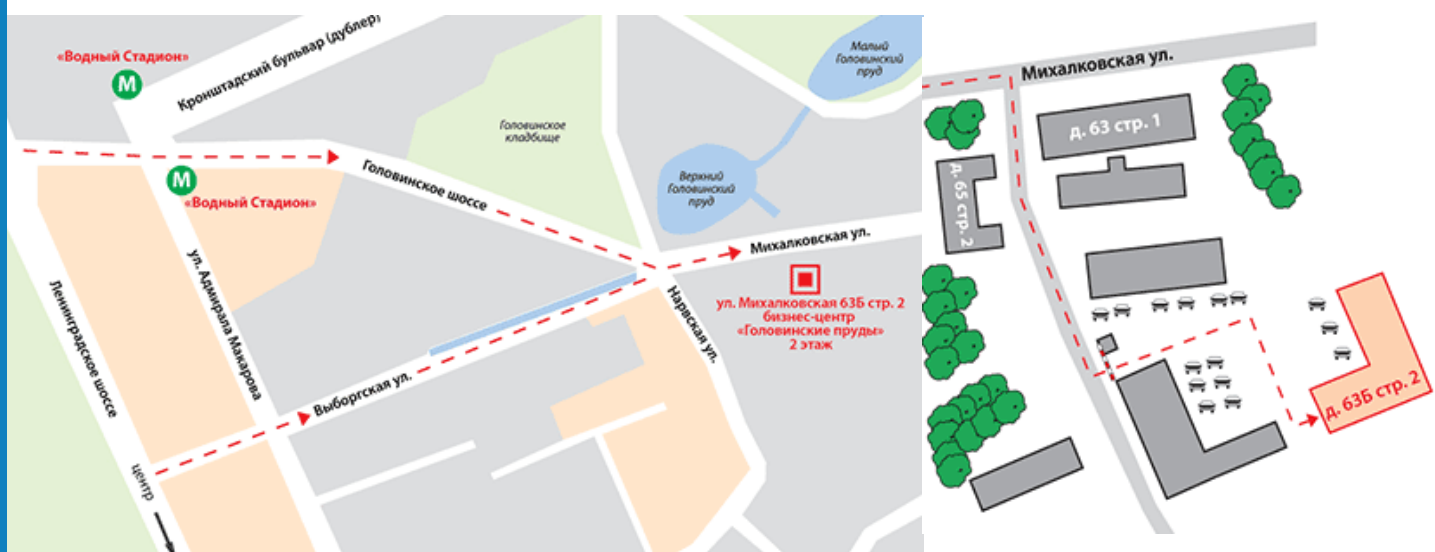 «Водный Стадион»
М
Кронштадский бульвар (дублер)
Малый
Головинский
пруд
Головинское
кладбище
Головинское шоссе
М
«Водный Стадион»
Верхний
Головинский
пруд
Михалковская ул.
ул. Михалковская 63Б стр. 2
бизнес-центр
«Головинские пруды»
2 этаж
Ленинградское шоссе
ул. Адмирала Макарова
Нарвская ул.
Выборгская ул.
центр
Михалковская ул.
д. 63 стр. 1
д. 65 стр. 2
д. 63Б стр. 2